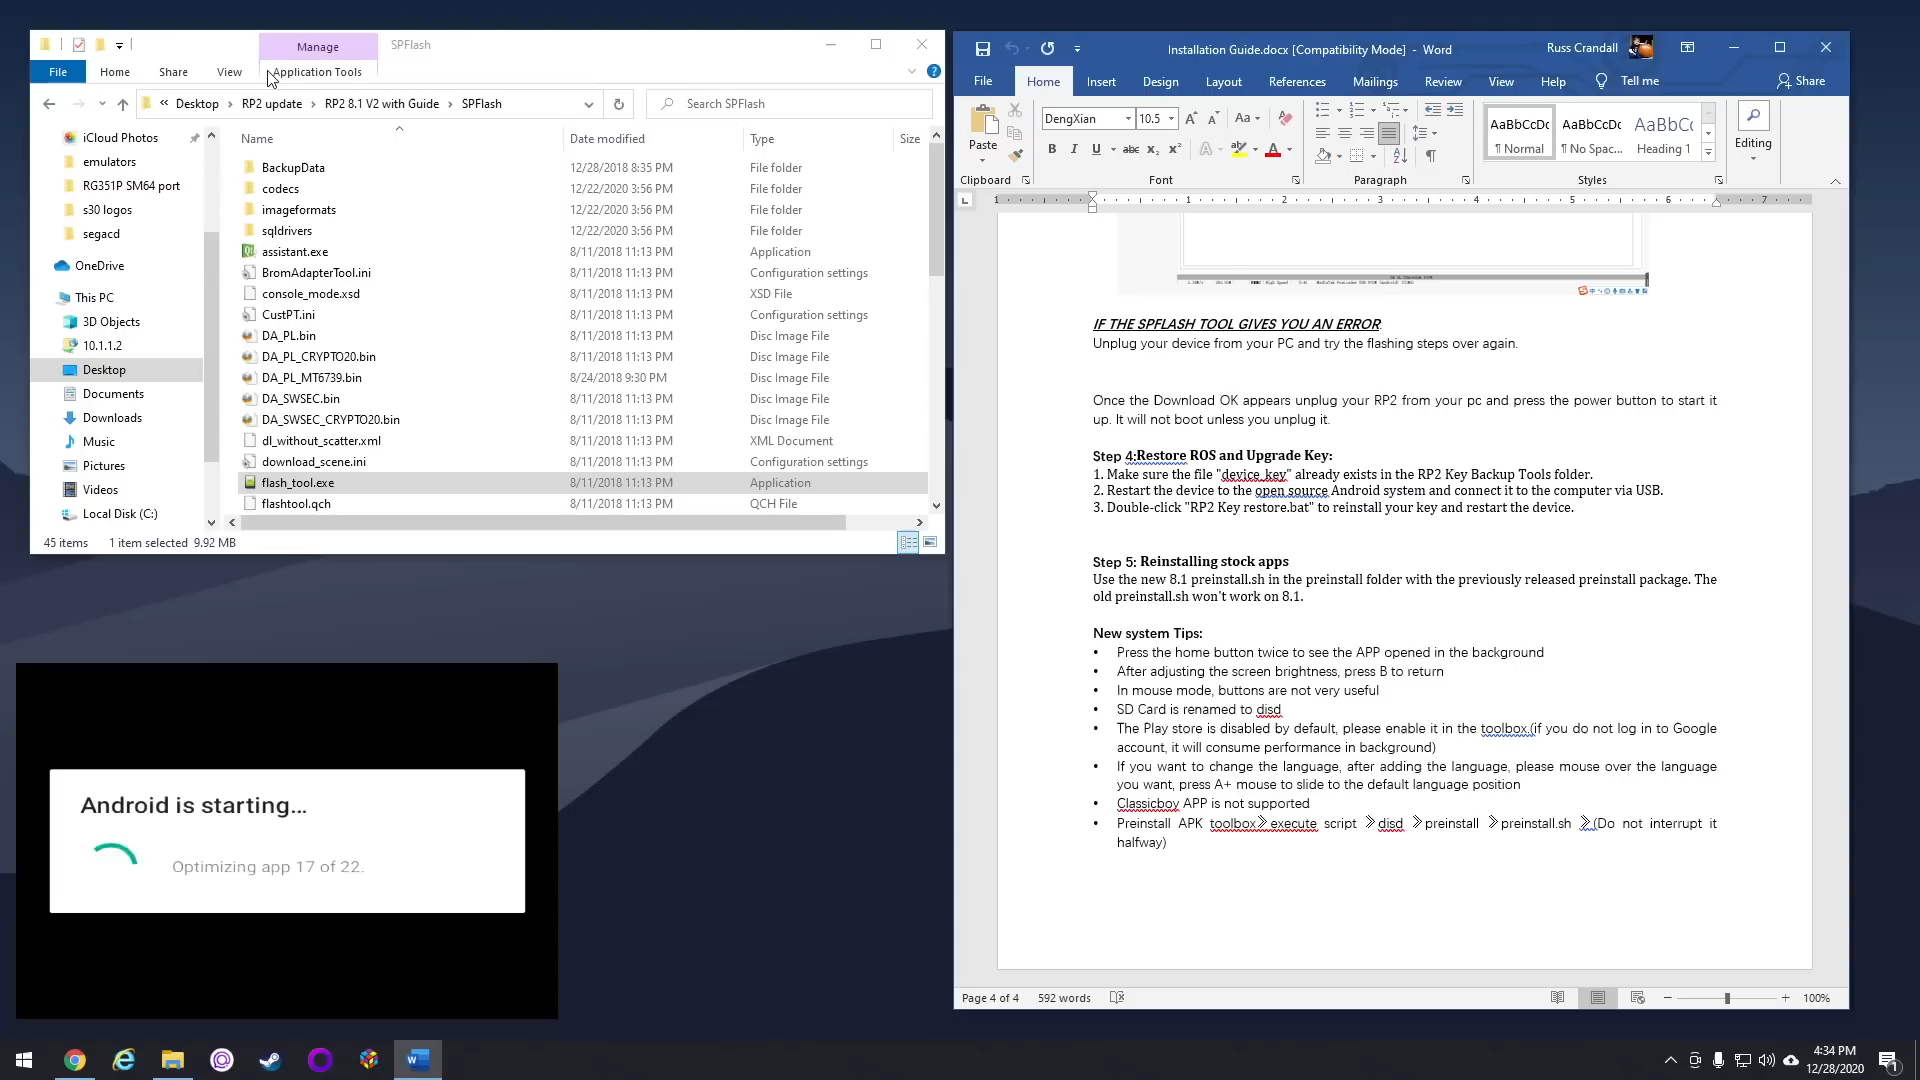 Manage
SPFlash
File
Home
Share
View
Application Tools
« Desktop › RP2 update › RP2 8.1 V2 with Guide › SPFlash
Search SPFlash
iCloud Photos
emulators
RG351P SM64 port
s30 logos
segacd
OneDrive
This PC
3D Objects
10.1.1.2
Desktop
Documents
Downloads
Music
Pictures
Videos
Local Disk (C:)
Name Date modified Type Size
BackupData 12/28/2018 8:35 PM File folder
codecs 12/22/2020 3:56 PM File folder
imageformats 12/22/2020 3:56 PM File folder
sqldrivers 12/22/2020 3:56 PM File folder
assistant.exe 8/11/2018 11:13 PM Application
BromAdapterTool.ini 8/11/2018 11:13 PM Configuration settings
console_mode.xsd 8/11/2018 11:13 PM XSD File
CustPT.ini 8/11/2018 11:13 PM Configuration settings
DA_PL.bin 8/11/2018 11:13 PM Disc Image File
DA_PL_CRYPTO20.bin 8/11/2018 11:13 PM Disc Image File
DA_PL_MT6739.bin 8/24/2018 9:30 PM Disc Image File
DA_SWSEC.bin 8/11/2018 11:13 PM Disc Image File
DA_SWSEC_CRYPTO20.bin 8/11/2018 11:13 PM Disc Image File
dl_without_scatter.xml 8/11/2018 11:13 PM XML Document
download_scene.ini 8/11/2018 11:13 PM Configuration settings
flash_tool.exe 8/11/2018 11:13 PM Application
flashtool.qch 8/11/2018 11:13 PM QCH File
45 items 1 item selected 9.92 MB
Android is starting...
Optimizing app 17 of 22.
Installation Guide.docx [Compatibility Mode] - Word
Russ Crandall
File Home Insert Design Layout References Mailings Review View Help Tell me Share
Paste
Clipboard
DengXian 10.5
Font
Paragraph
AaBbCcDc AaBbCcDc AaBbCc
¶ Normal ¶ No Spac... Heading 1
Styles
Editing
1 1 2 3 4 5 6 7
IF THE SPFLASH TOOL GIVES YOU AN ERROR
Unplug your device from your PC and try the flashing steps over again.
Once the Download OK appears unplug your RP2 from your pc and press the power button to start it
up. It will not boot unless you unplug it.
Step 4:Restore ROS and Upgrade Key:
1. Make sure the file "device_key" already exists in the RP2 Key Backup Tools folder.
2. Restart the device to the open source Android system and connect it to the computer via USB.
3. Double-click "RP2 Key restore.bat" to reinstall your key and restart the device.
Step 5: Reinstalling stock apps
Use the new 8.1 preinstall.sh in the preinstall folder with the previously released preinstall package. The
old preinstall.sh won't work on 8.1.
New system Tips:
• Press the home button twice to see the APP opened in the background
• After adjusting the screen brightness, press B to return
• In mouse mode, buttons are not very useful
• SD Card is renamed to disd
• The Play store is disabled by default, please enable it in the toolbox.(if you do not log in to Google
account, it will consume performance in background)
• If you want to change the language, after adding the language, please mouse over the language
you want, press A+ mouse to slide to the default language position
• Classicboy APP is not supported
• Preinstall APK toolbox》execute script 》disd 》preinstall 》preinstall.sh 》(Do not interrupt it
halfway)
Page 4 of 4 592 words
100%
4:34 PM
12/28/2020
1